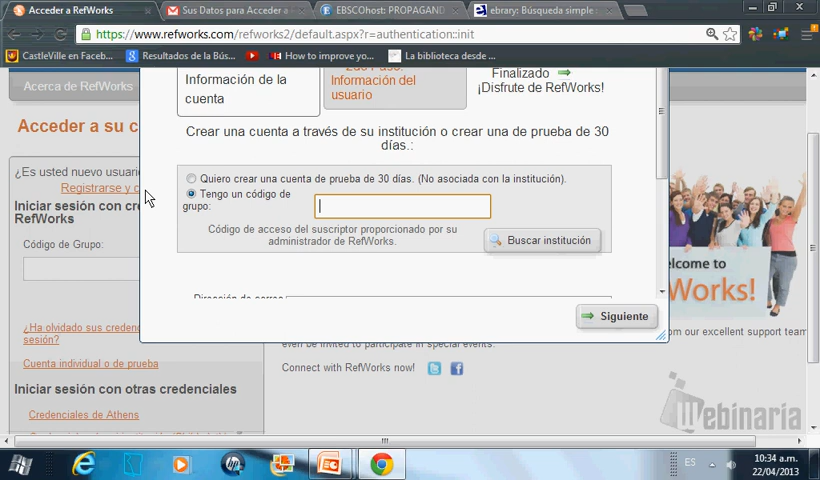 Acceder a RefWorks
Sus Datos para Acceder a
EBSCOhost: PROPAGAND
ebrary: Búsqueda simple
https://www.refworks.com/refworks2/default.aspx?r=authentication:init
CastleVille en Faceb...
Resultados de la Bús...
How to improve yo...
La biblioteca desde ...
Acerca de RefWorks
Información de la
cuenta
2do Paso:
Información del
usuario
Finalizado
¡Disfrute de RefWorks!
Acceder a su c
Crear una cuenta a través de su institución o crear una de prueba de 30
días.:
¿Es usted nuevo usuario
Registrarse y c
Iniciar sesión con cre
RefWorks
Código de Grupo:
Quiero crear una cuenta de prueba de 30 días. (No asociada con la institución).
Tengo un código de
grupo:
Código de acceso del suscriptor proporcionado por su
administrador de RefWorks.
Buscar institución
Dirección de correo
Siguiente
elcome to
Works!
¿Ha olvidado sus creden
sesión?
Cuenta individual o de prueba
om our excellent support team
even be invited to participate in special events.
Connect with RefWorks now!
Iniciar sesión con otras credenciales
Credenciales de Athens
Webinaria
ES
10:34 a.m.
22/04/2013